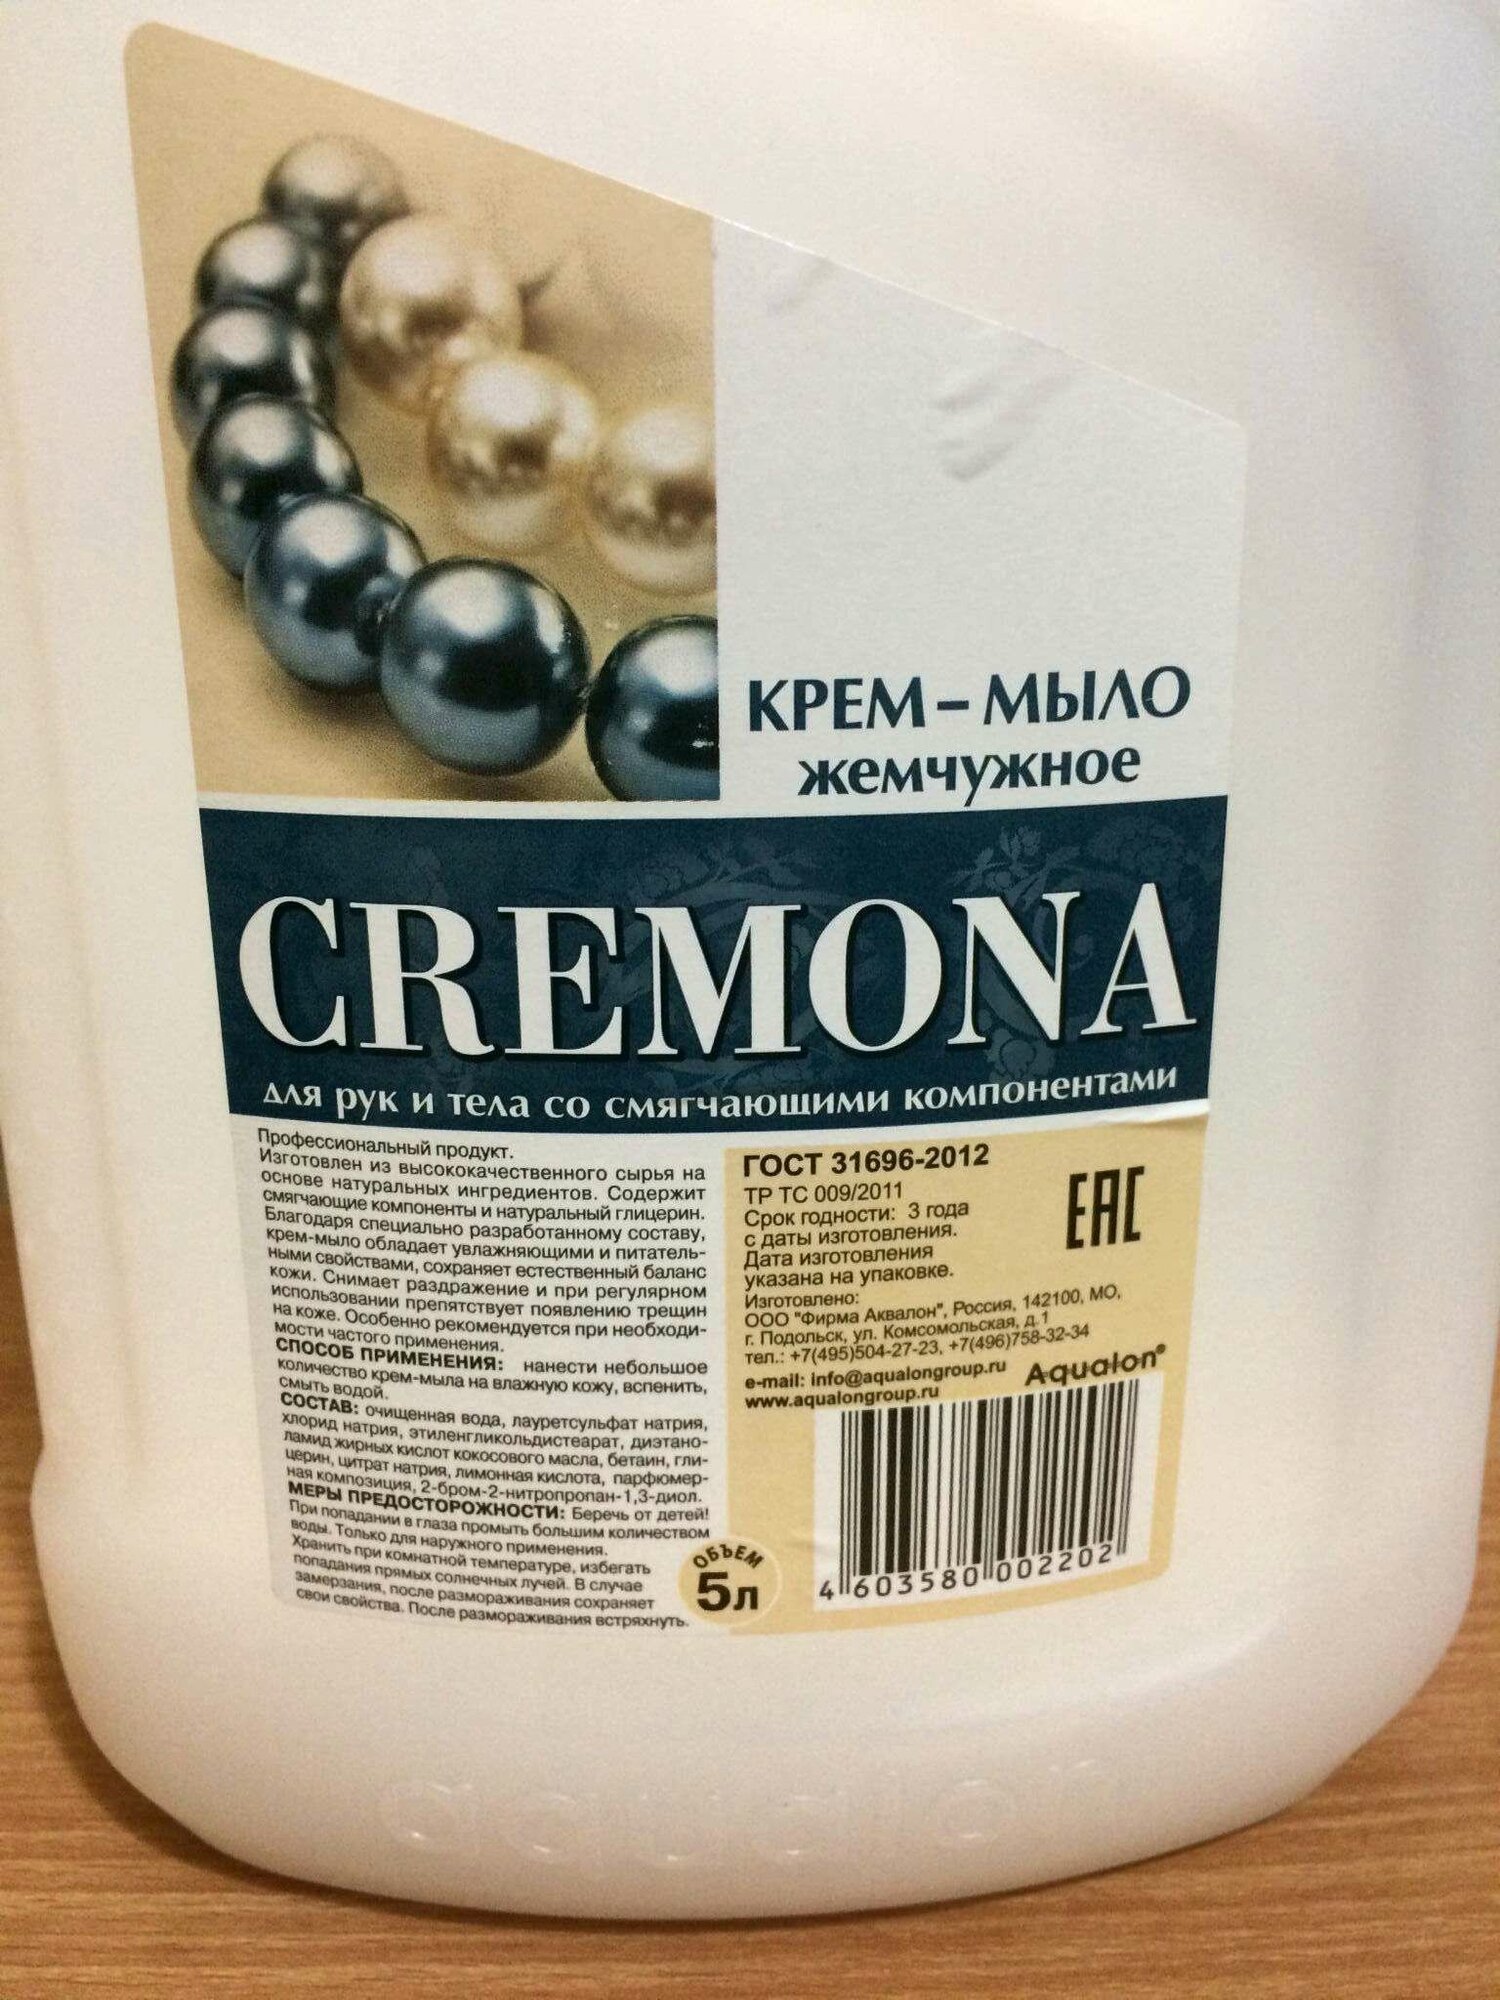 КРЕМ–МЫЛО
жемчужное
CREMONA
для рук и тела со смягчающими компонентами
Профессиональный продукт.
Изготовлен из высококачественного сырья на
основе натуральных ингредиентов. Содержит
смягчающие компоненты и натуральный глицерин.
Благодаря специально разработанному составу,
крем-мыло обладает увлажняющими и питатель-
ными свойствами, сохраняет естественный баланс
кожи. Снимает раздражение и при регулярном
использовании препятствует появлению трещин
на коже. Особенно рекомендуется при необходи-
мости частого применения.
СПОСОБ ПРИМЕНЕНИЯ: нанести небольшое
количество крем-мыла на влажную кожу, вспенить,
смыть водой.
СОСТАВ: очищенная вода, лауретсульфат натрия,
хлорид натрия, этиленгликольдистеарат, диэтано-
ламид жирных кислот кокосового масла, бетаин, гли-
церин, цитрат натрия, лимонная кислота, парфюмер-
ная композиция, 2-бром-2-нитропропан-1,3-диол.
МЕРЫ ПРЕДОСТОРОЖНОСТИ: Беречь от детей!
При попадании в глаза промыть большим количеством
воды. Только для наружного применения.
Хранить при комнатной температуре, избегать
попадания прямых солнечных лучей. В случае
замерзания, после размораживания сохраняет
свои свойства. После размораживания встряхнуть.
ОБЪЕМ
5л
ГОСТ 31696-2012
ТР ТС 009/2011
Срок годности: 3 года
с даты изготовления.
Дата изготовления
указана на упаковке.
EAC
Изготовлено:
ООО "Фирма Аквалон", Россия, 142100, МО,
г. Подольск, ул. Комсомольская, д.1
тел.: +7(495)504-27-23, +7(496)758-32-34
e-mail: info@aqualongroup.ru
www.aqualongroup.ru
Aqualon®
4 603580 002202